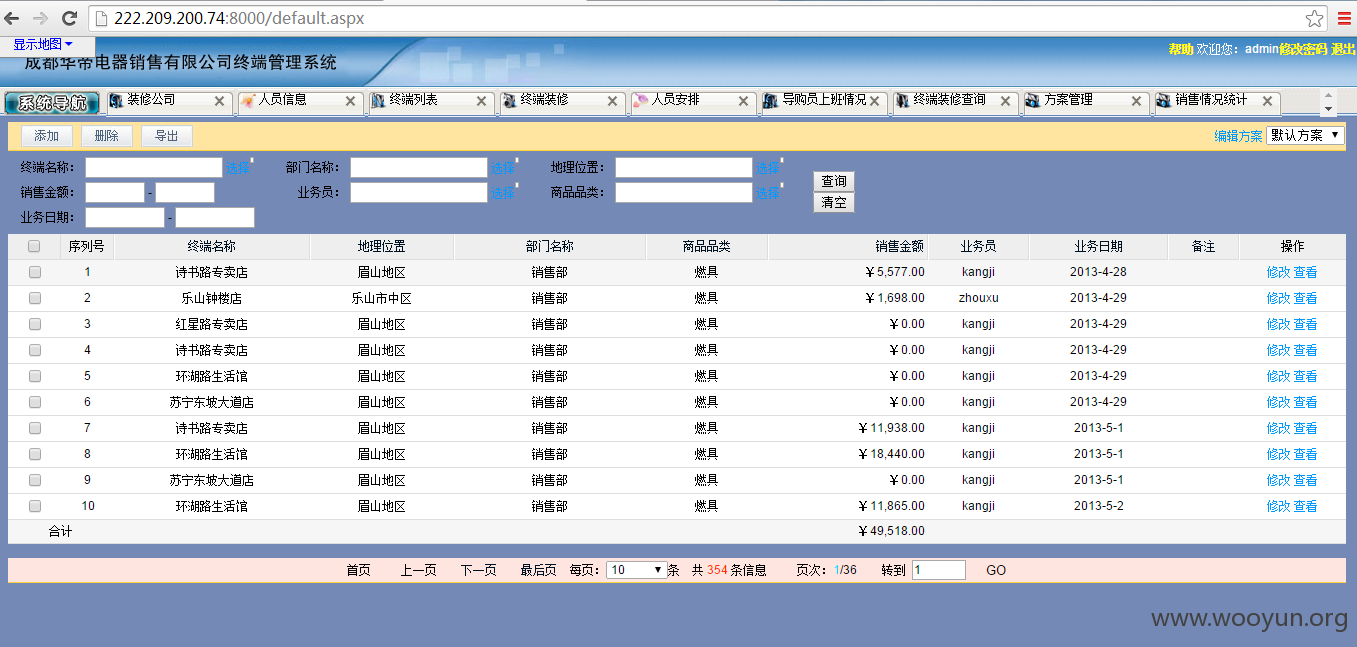 222.209.200.74:8000/default.aspx
显示地图
成都华帝电器销售有限公司终端管理系统
帮助 欢迎您：admin修改密码 退出
系统导航 装修公司 人员信息 终端列表 终端装修 人员安排 导购员上班情况 终端装修查询 方案管理 销售情况统计
添加 删除 导出 编辑方案 默认方案
终端名称： 选择 部门名称： 选择 地理位置： 选择
销售金额： - 业务员： 选择 商品品类： 选择
查询
清空
业务日期： -
序列号 终端名称 地理位置 部门名称 商品品类 销售金额 业务员 业务日期 备注 操作
1 诗书路专卖店 眉山地区 销售部 燃具 ￥5,577.00 kangji 2013-4-28 修改 查看
2 乐山钟楼店 乐山市中区 销售部 燃具 ￥1,698.00 zhouxu 2013-4-29 修改 查看
3 红星路专卖店 眉山地区 销售部 燃具 ￥0.00 kangji 2013-4-29 修改 查看
4 诗书路专卖店 眉山地区 销售部 燃具 ￥0.00 kangji 2013-4-29 修改 查看
5 环湖路生活馆 眉山地区 销售部 燃具 ￥0.00 kangji 2013-4-29 修改 查看
6 苏宁东坡大道店 眉山地区 销售部 燃具 ￥0.00 kangji 2013-4-29 修改 查看
7 诗书路专卖店 眉山地区 销售部 燃具 ￥11,938.00 kangji 2013-5-1 修改 查看
8 环湖路生活馆 眉山地区 销售部 燃具 ￥18,440.00 kangji 2013-5-1 修改 查看
9 苏宁东坡大道店 眉山地区 销售部 燃具 ￥0.00 kangji 2013-5-1 修改 查看
10 环湖路生活馆 眉山地区 销售部 燃具 ￥11,865.00 kangji 2013-5-2 修改 查看
合计 ￥49,518.00
首页 上一页 下一页 最后页 每页： 10 条 共 354 条信息 页次：1/36 转到 1 GO
www.wooyun.org